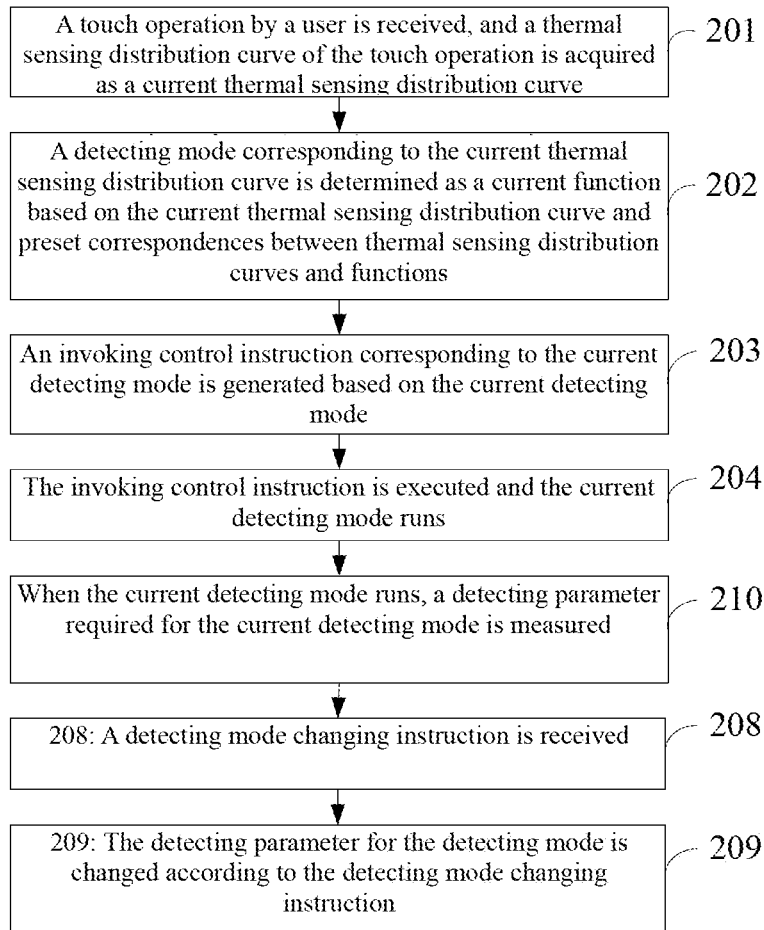 A touch operation by a user is received, and a thermal
sensing distribution curve of the touch operation is acquired
as a current thermal sensing distribution curve
201
A detecting mode corresponding to the current thermal
sensing distribution curve is determined as a current function
based on the current thermal sensing distribution curve and
preset correspondences between thermal sensing distribution
curves and functions
202
An invoking control instruction corresponding to the current
detecting mode is generated based on the current detecting
mode
203
The invoking control instruction is executed and the current
detecting mode runs
204
When the current detecting mode runs, a detecting parameter
required for the current detecting mode is measured
210
208: A detecting mode changing instruction is received
208
209: The detecting parameter for the detecting mode is
changed according to the detecting mode changing
instruction
209